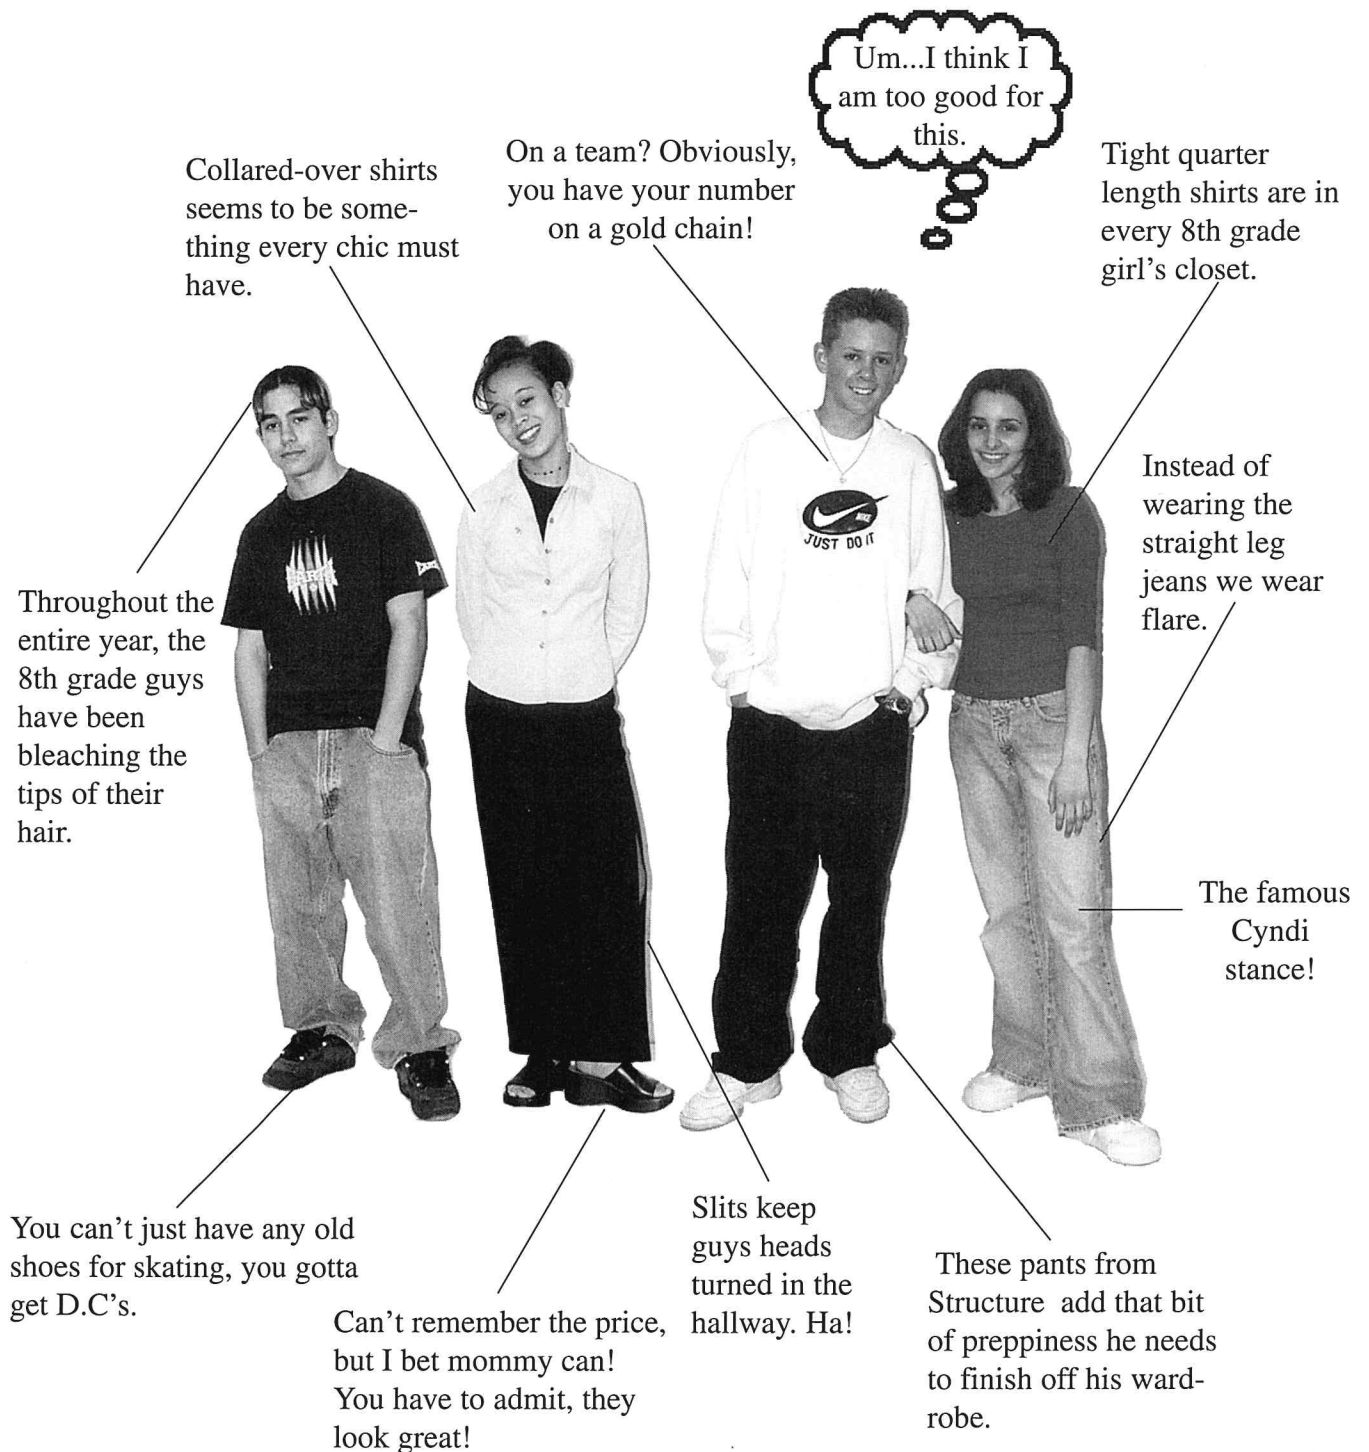 Um...I think I
am too good for
this.
Collared-over shirts
seems to be some-
thing every chic must
have.
On a team? Obviously,
you have your number
on a gold chain!
Tight quarter
length shirts are in
every 8th grade
girl's closet.
Instead of
wearing the
straight leg
jeans we wear
flare.
Throughout the
entire year, the
8th grade guys
have been
bleaching the
tips of their
hair.
NIKE
JUST DO IT
The famous
Cyndi
stance!
You can't just have any old
shoes for skating, you gotta
get D.C's.
Can't remember the price,
but I bet mommy can!
You have to admit, they
look great!
Slits keep
guys heads
turned in the
hallway. Ha!
These pants from
Structure add that bit
of preppiness he needs
to finish off his ward-
robe.